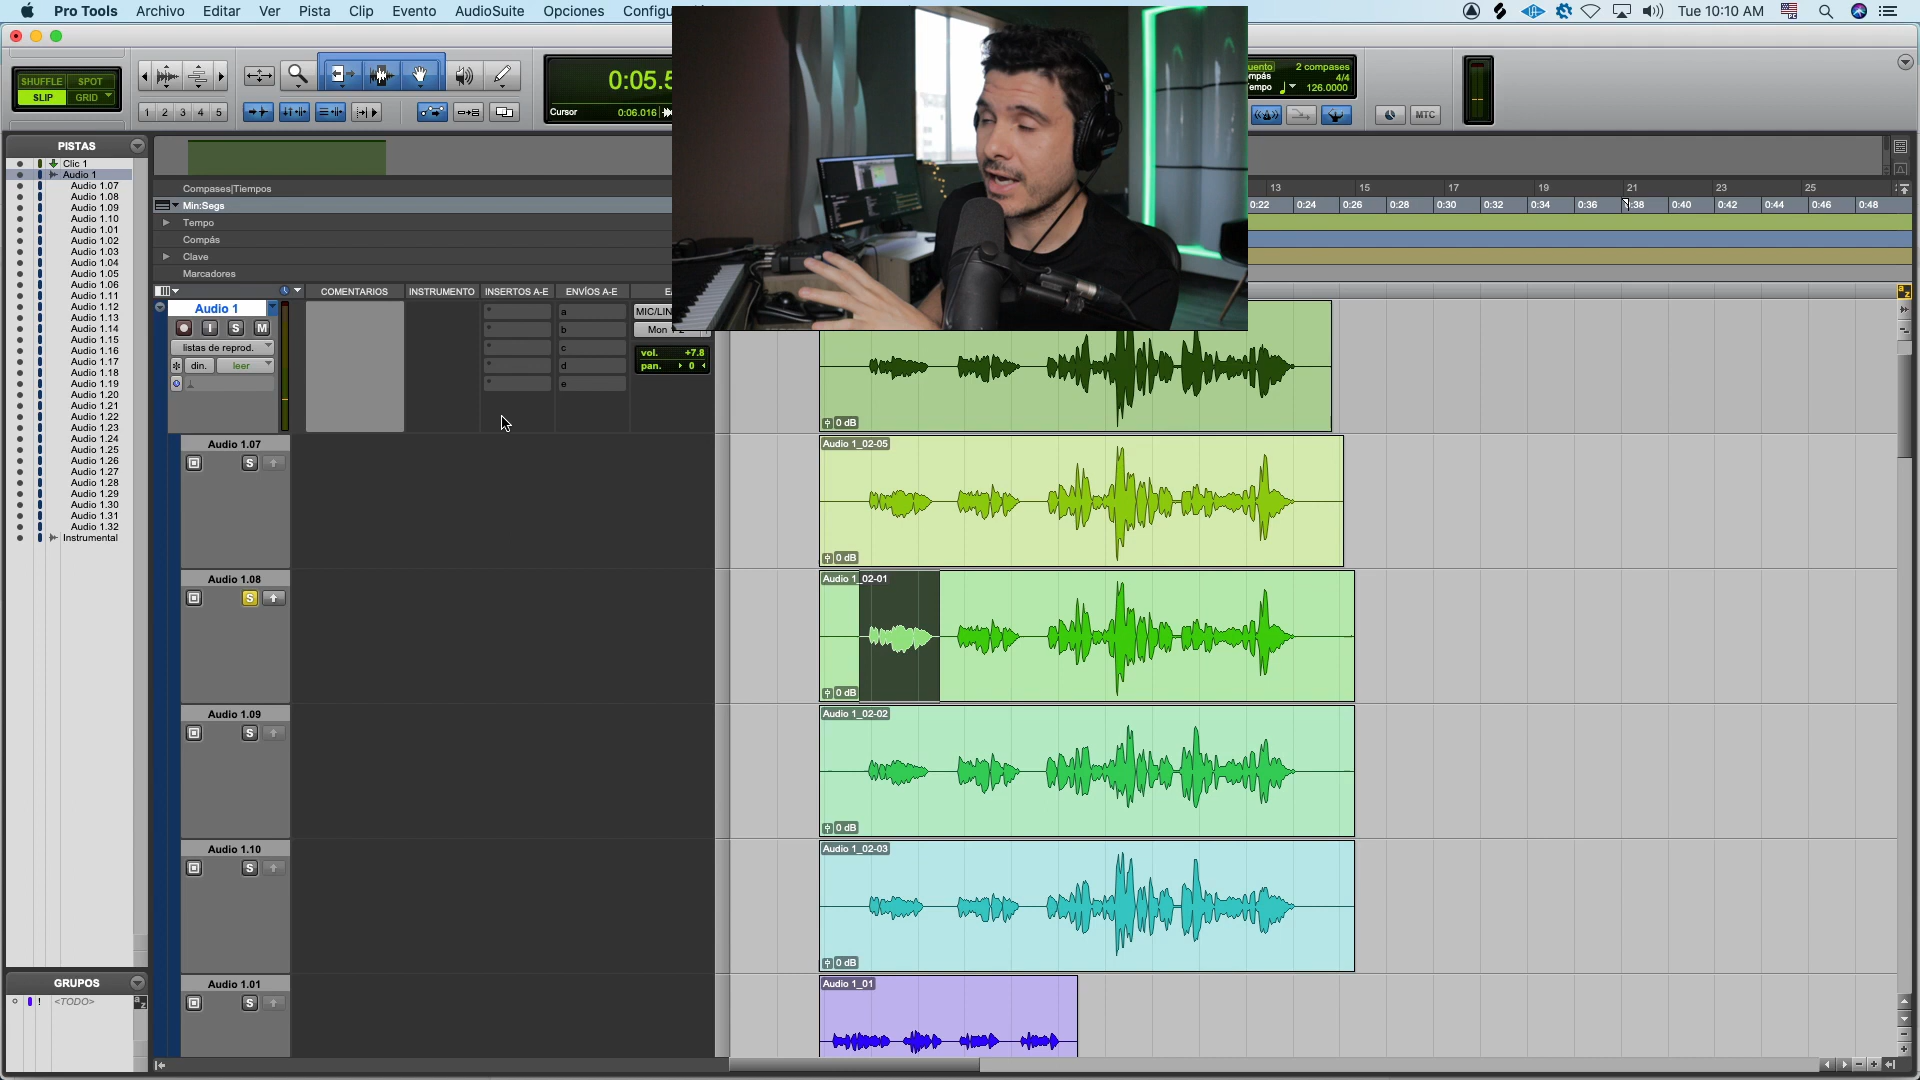 Pro Tools Archivo Editar Ver Pista Clip Evento AudioSuite Opciones Configu
Tue 10:10 AM
SHUFFLE SPOT
SLIP GRID
1 2 3 4 5
0:05.5
Cursor 0:06.016
uento 2 compases
mpás 4/4
empo 126.0000
MTC
PISTAS
Clic 1
Audio 1
Audio 1.07
Audio 1.08
Audio 1.09
Audio 1.10
Audio 1.01
Audio 1.02
Audio 1.03
Audio 1.04
Audio 1.05
Audio 1.06
Audio 1.11
Audio 1.12
Audio 1.13
Audio 1.14
Audio 1.15
Audio 1.16
Audio 1.17
Audio 1.18
Audio 1.19
Audio 1.20
Audio 1.21
Audio 1.22
Audio 1.23
Audio 1.24
Audio 1.25
Audio 1.26
Audio 1.27
Audio 1.28
Audio 1.29
Audio 1.30
Audio 1.31
Audio 1.32
Instrumental
GRUPOS
! <TODO>
a z
Compases|Tiempos
Min:Segs
Tempo
Compás
Clave
Marcadores
13 15 17 19 21 23 25
0:22 0:24 0:26 0:28 0:30 0:32 0:34 0:36 :38 0:40 0:42 0:44 0:46 0:48
COMENTARIOS INSTRUMENTO INSERTOS A-E ENVÍOS A-E
a z
Audio 1
I S M
listas de reprod.
din. leer
a
b
c
d
e
MIC/LIN
Mon
vol. +7.8
pan. 0
0 dB
Audio 1.07
S
Audio 1_02-05
0 dB
Audio 1.08
S
Audio 1_02-01
0 dB
Audio 1.09
S
Audio 1_02-02
0 dB
Audio 1.10
S
Audio 1_02-03
0 dB
Audio 1.01
S
Audio 1_01